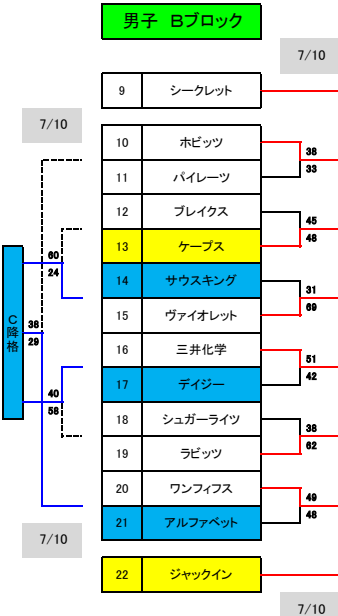 男子 Bブロック
7/10
9 シークレット
7/10
10 ホビッツ 38
11 パイレーツ 33
12 ブレイクス 45
13 ケープス 48
60
24
14 サウスキング 31
15 ヴァイオレット 69
C降格
38
29
16 三井化学 51
17 デイジー 42
40
58
18 シュガーライツ 38
19 ラビッツ 62
20 ワンフィフス 49
21 アルファベット 48
7/10
22 ジャックイン
7/10